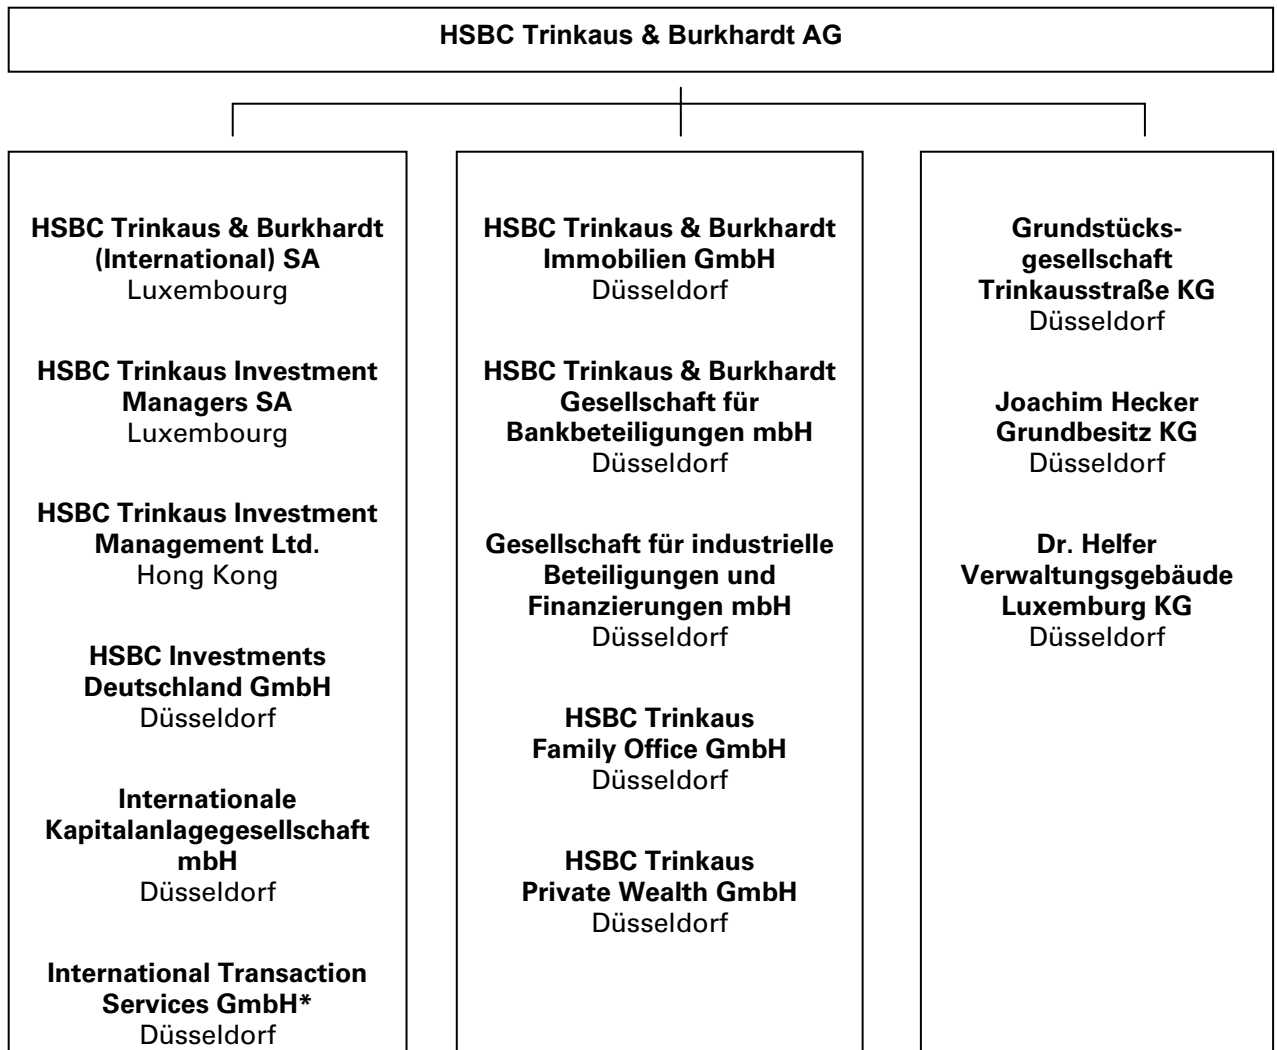 HSBC Trinkaus & Burkhardt AG
HSBC Trinkaus & Burkhardt
(International) SA
Luxembourg
HSBC Trinkaus Investment
Managers SA
Luxembourg
HSBC Trinkaus Investment
Management Ltd.
Hong Kong
HSBC Investments
Deutschland GmbH
Düsseldorf
Internationale
Kapitalanlagegesellschaft
mbH
Düsseldorf
International Transaction
Services GmbH*
Düsseldorf
HSBC Trinkaus & Burkhardt
Immobilien GmbH
Düsseldorf
HSBC Trinkaus & Burkhardt
Gesellschaft für
Bankbeteiligungen mbH
Düsseldorf
Gesellschaft für industrielle
Beteiligungen und
Finanzierungen mbH
Düsseldorf
HSBC Trinkaus
Family Office GmbH
Düsseldorf
HSBC Trinkaus
Private Wealth GmbH
Düsseldorf
Grundstücks-
gesellschaft
Trinkausstraße KG
Düsseldorf
Joachim Hecker
Grundbesitz KG
Düsseldorf
Dr. Helfer
Verwaltungsgebäude
Luxemburg KG
Düsseldorf